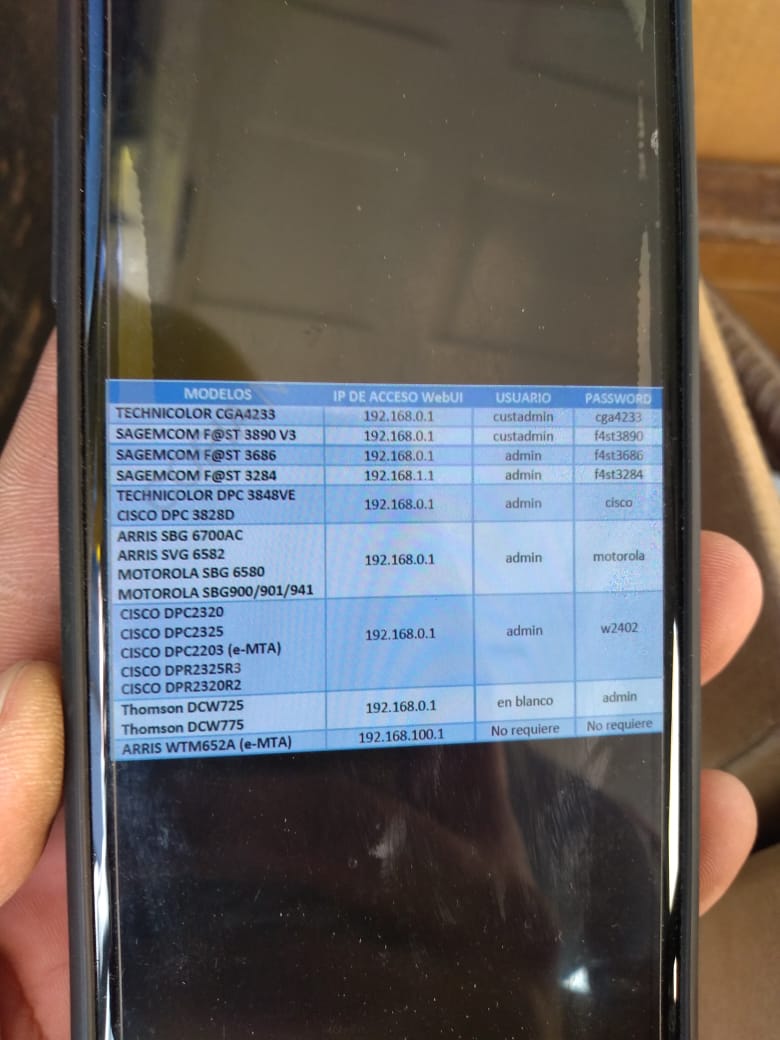 MODELOS IP DE ACCESO WebUI USUARIO PASSWORD
TECHNICOLOR CGA4233 192.168.0.1 custadmin cga4233
SAGEMCOM F@ST 3890 V3 192.168.0.1 custadmin f4st3890
SAGEMCOM F@ST 3686 192.168.0.1 admin f4st3686
SAGEMCOM F@ST 3284 192.168.1.1 admin f4st3284
TECHNICOLOR DPC 3848VE
CISCO DPC 3828D
192.168.0.1 admin cisco
ARRIS SBG 6700AC
ARRIS SVG 6582
MOTOROLA SBG 6580
MOTOROLA SBG900/901/941
192.168.0.1 admin motorola
CISCO DPC2320
CISCO DPC2325
CISCO DPC2203 (e-MTA)
CISCO DPR2325R3
CISCO DPR2320R2
192.168.0.1 admin w2402
Thomson DCW725
Thomson DCW775
192.168.0.1 en blanco admin
ARRIS WTM652A (e-MTA) 192.168.100.1 No requiere No requiere